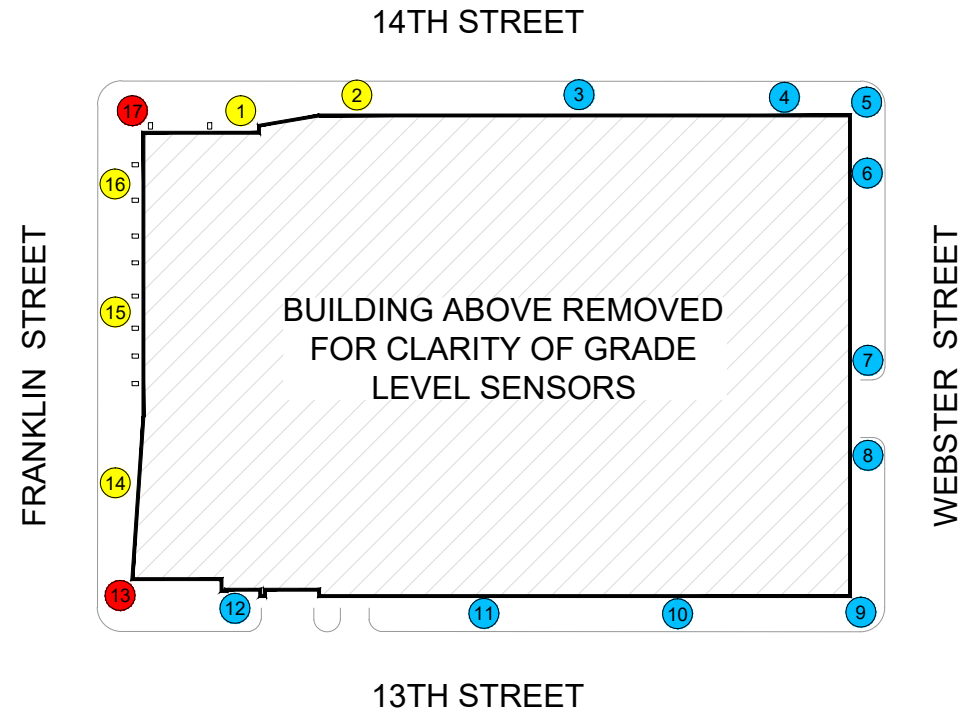 14TH STREET
17
1
2
3
4
5
16
6
FRANKLIN STREET
WEBSTER STREET
15
BUILDING ABOVE REMOVED
FOR CLARITY OF GRADE
LEVEL SENSORS
7
14
8
13
12
11
10
9
13TH STREET